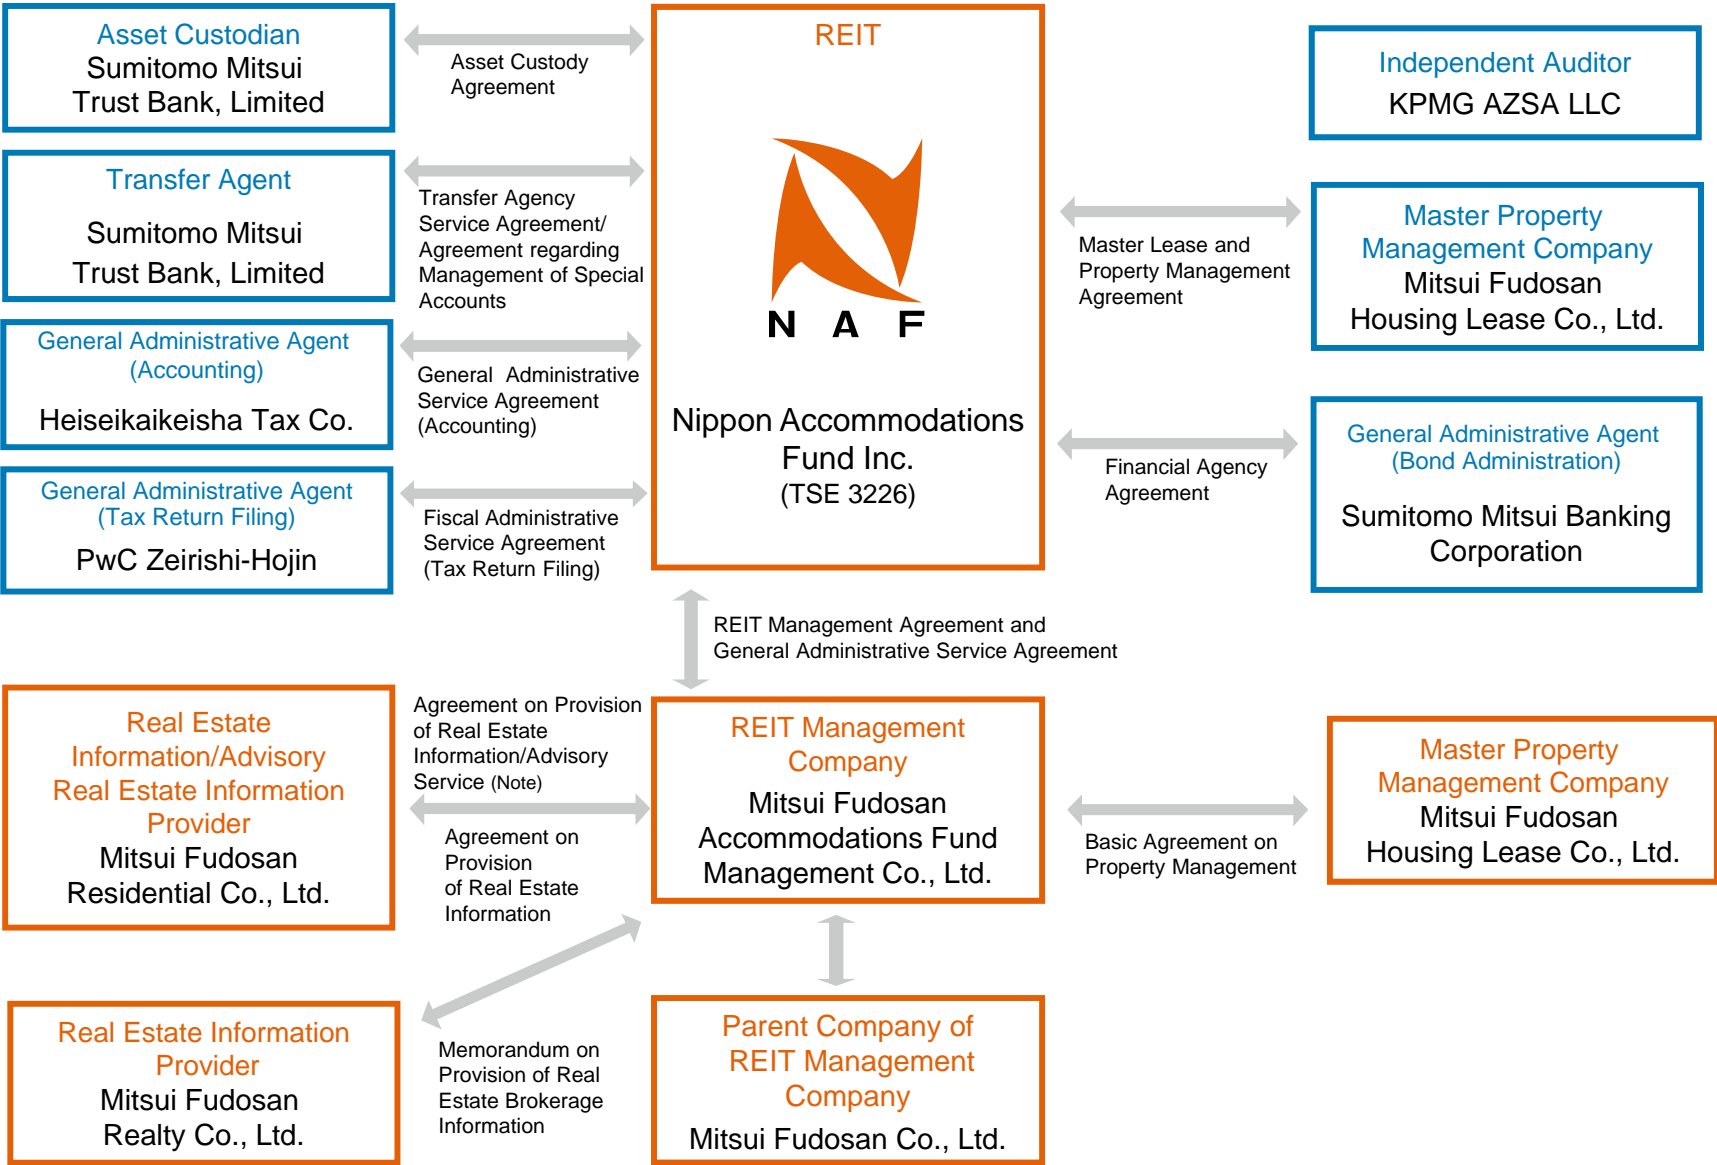 Asset Custodian
Sumitomo Mitsui
Trust Bank, Limited
Asset Custody
Agreement
REIT
N A F
Nippon Accommodations
Fund Inc.
(TSE 3226)
Independent Auditor
KPMG AZSA LLC
Transfer Agent
Sumitomo Mitsui
Trust Bank, Limited
Transfer Agency
Service Agreement/
Agreement regarding
Management of Special
Accounts
Master Lease and
Property Management
Agreement
Master Property
Management Company
Mitsui Fudosan
Housing Lease Co., Ltd.
General Administrative Agent
(Accounting)
Heiseikaikeisha Tax Co.
General Administrative
Service Agreement
(Accounting)
Financial Agency
Agreement
General Administrative Agent
(Bond Administration)
Sumitomo Mitsui Banking
Corporation
General Administrative Agent
(Tax Return Filing)
PwC Zeirishi-Hojin
Fiscal Administrative
Service Agreement
(Tax Return Filing)
REIT Management Agreement and
General Administrative Service Agreement
Real Estate
Information/Advisory
Real Estate Information
Provider
Mitsui Fudosan
Residential Co., Ltd.
Agreement on Provision
of Real Estate
Information/Advisory
Service (Note)
Agreement on
Provision
of Real Estate
Information
REIT Management
Company
Mitsui Fudosan
Accommodations Fund
Management Co., Ltd.
Basic Agreement on
Property Management
Master Property
Management Company
Mitsui Fudosan
Housing Lease Co., Ltd.
Real Estate Information
Provider
Mitsui Fudosan
Realty Co., Ltd.
Memorandum on
Provision of Real
Estate Brokerage
Information
Parent Company of
REIT Management
Company
Mitsui Fudosan Co., Ltd.